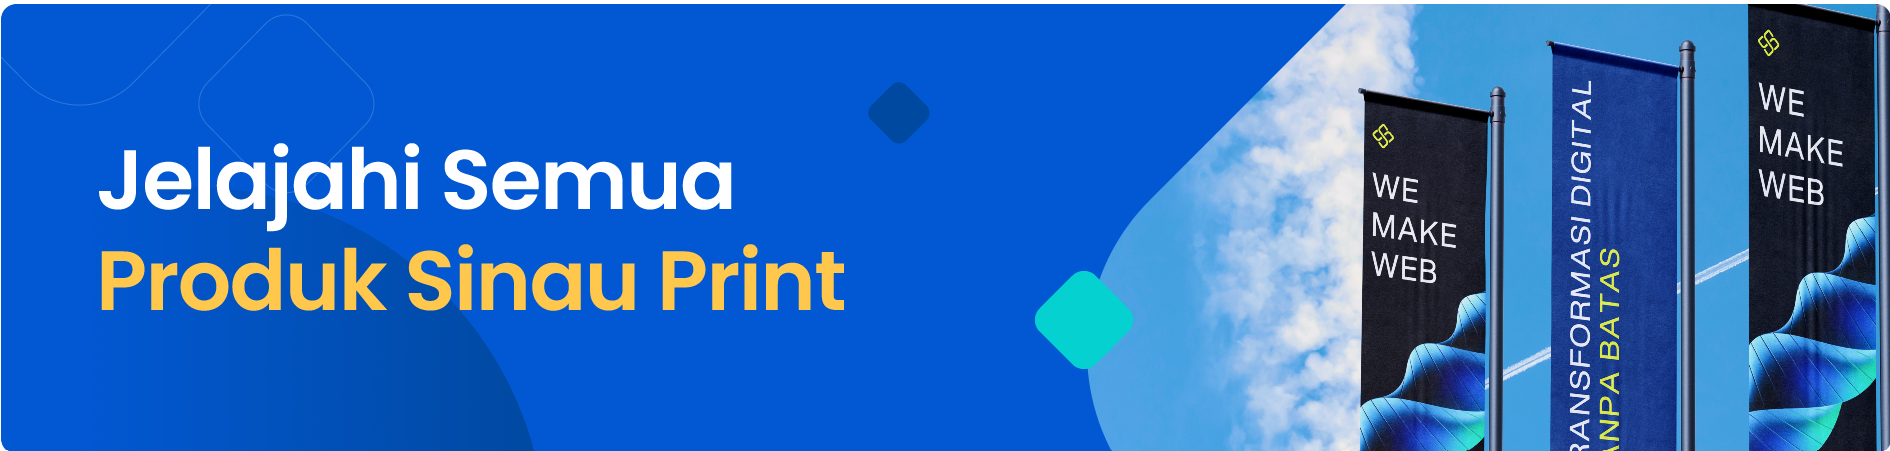 Jelajahi Semua
Produk Sinau Print
WE
MAKE
WEB
RANSFORMASI DIGITAL
ANPA BATAS
WE
MAKE
WEB